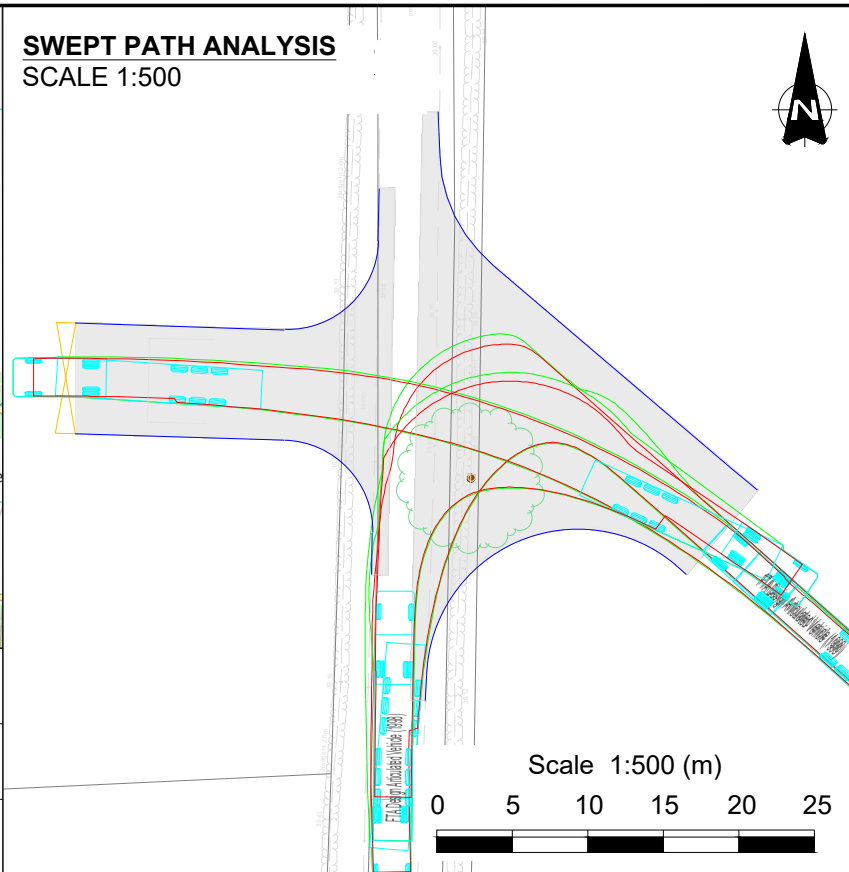 SWEPT PATH ANALYSIS
SCALE 1:500
N
FTA Design Articulated Vehicle (1998)
Scale 1:500 (m)
0 5 10 15 20 25